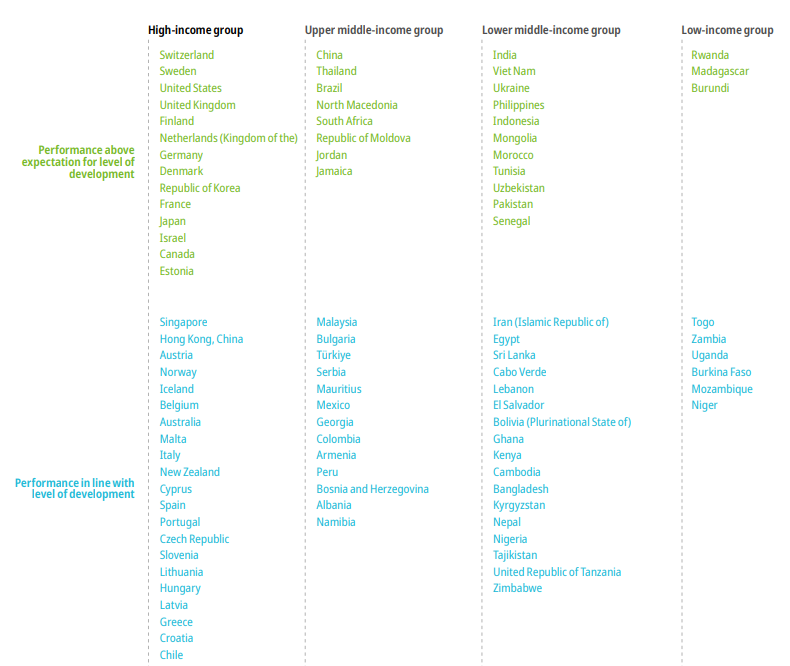 High-income group
Upper middle-income group
Lower middle-income group
Low-income group
Performance above
expectation for level of
development
Switzerland
Sweden
United States
United Kingdom
Finland
Netherlands (Kingdom of the)
Germany
Denmark
Republic of Korea
France
Japan
Israel
Canada
Estonia
China
Thailand
Brazil
North Macedonia
South Africa
Republic of Moldova
Jordan
Jamaica
India
Viet Nam
Ukraine
Philippines
Indonesia
Mongolia
Morocco
Tunisia
Uzbekistan
Pakistan
Senegal
Rwanda
Madagascar
Burundi
Performance in line with
level of development
Singapore
Hong Kong, China
Austria
Norway
Iceland
Belgium
Australia
Malta
Italy
New Zealand
Cyprus
Spain
Portugal
Czech Republic
Slovenia
Lithuania
Hungary
Latvia
Greece
Croatia
Chile
Malaysia
Bulgaria
Türkiye
Serbia
Mauritius
Mexico
Georgia
Colombia
Armenia
Peru
Bosnia and Herzegovina
Albania
Namibia
Iran (Islamic Republic of)
Egypt
Sri Lanka
Cabo Verde
Lebanon
El Salvador
Bolivia (Plurinational State of)
Ghana
Kenya
Cambodia
Bangladesh
Kyrgyzstan
Nepal
Nigeria
Tajikistan
United Republic of Tanzania
Zimbabwe
Togo
Zambia
Uganda
Burkina Faso
Mozambique
Niger